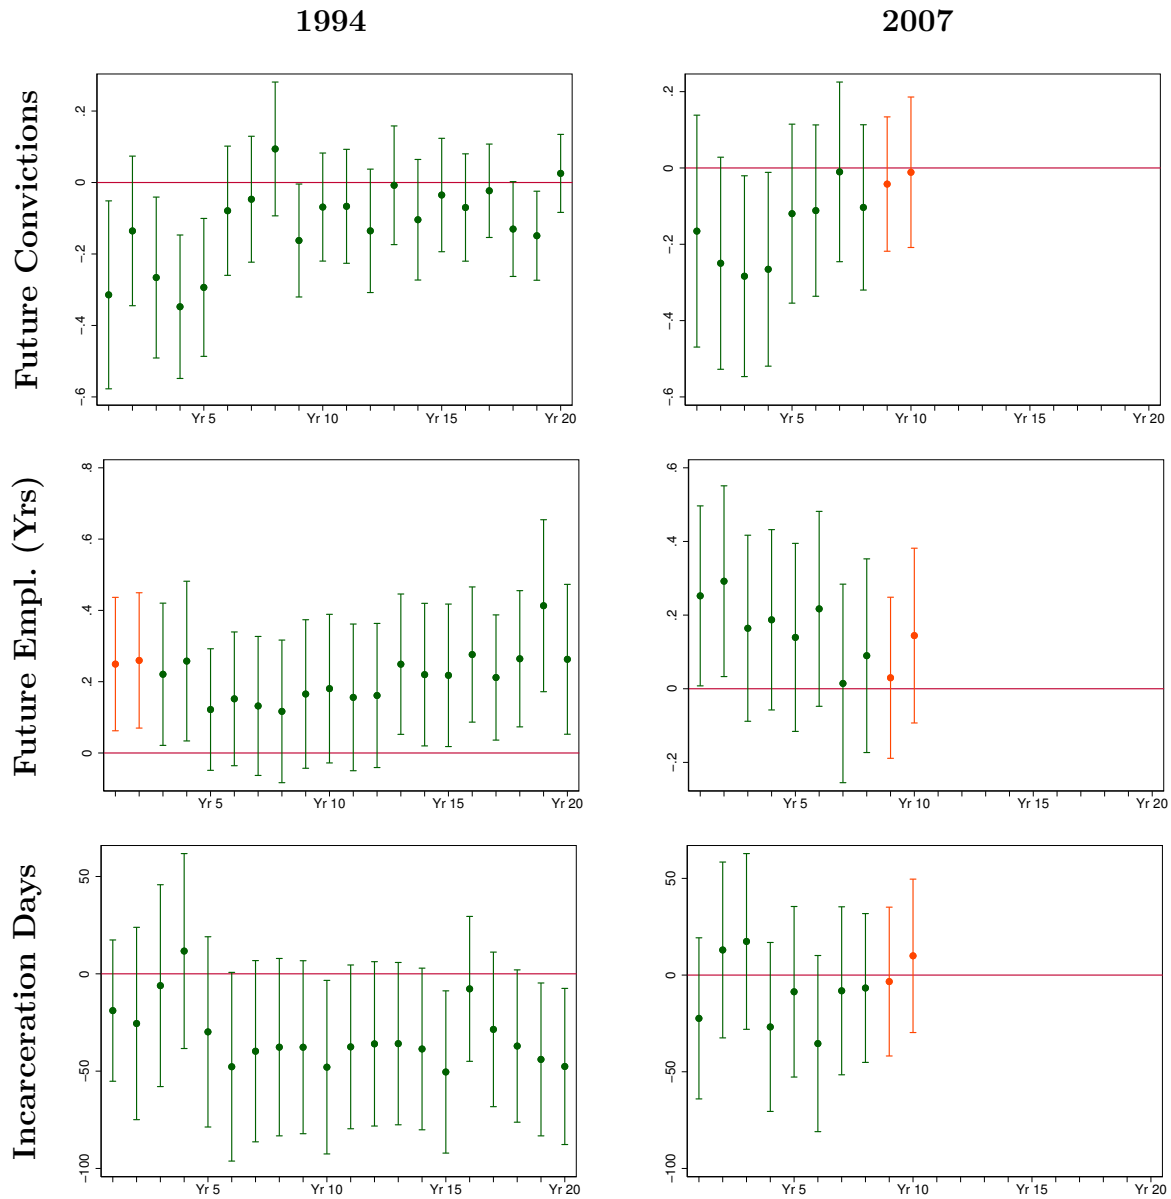 1994
2007
Future Convictions
.2
0
-.2
-.4
-.6
Yr 5
Yr 10
Yr 15
Yr 20
.2
0
-.2
-.4
-.6
Yr 5
Yr 10
Yr 15
Yr 20
Future Empl. (Yrs)
.8
.6
.4
.2
0
Yr 5
Yr 10
Yr 15
Yr 20
.6
.4
.2
0
-.2
Yr 5
Yr 10
Yr 15
Yr 20
Incarceration Days
50
0
-50
-100
Yr 5
Yr 10
Yr 15
Yr 20
50
0
-50
-100
Yr 5
Yr 10
Yr 15
Yr 20